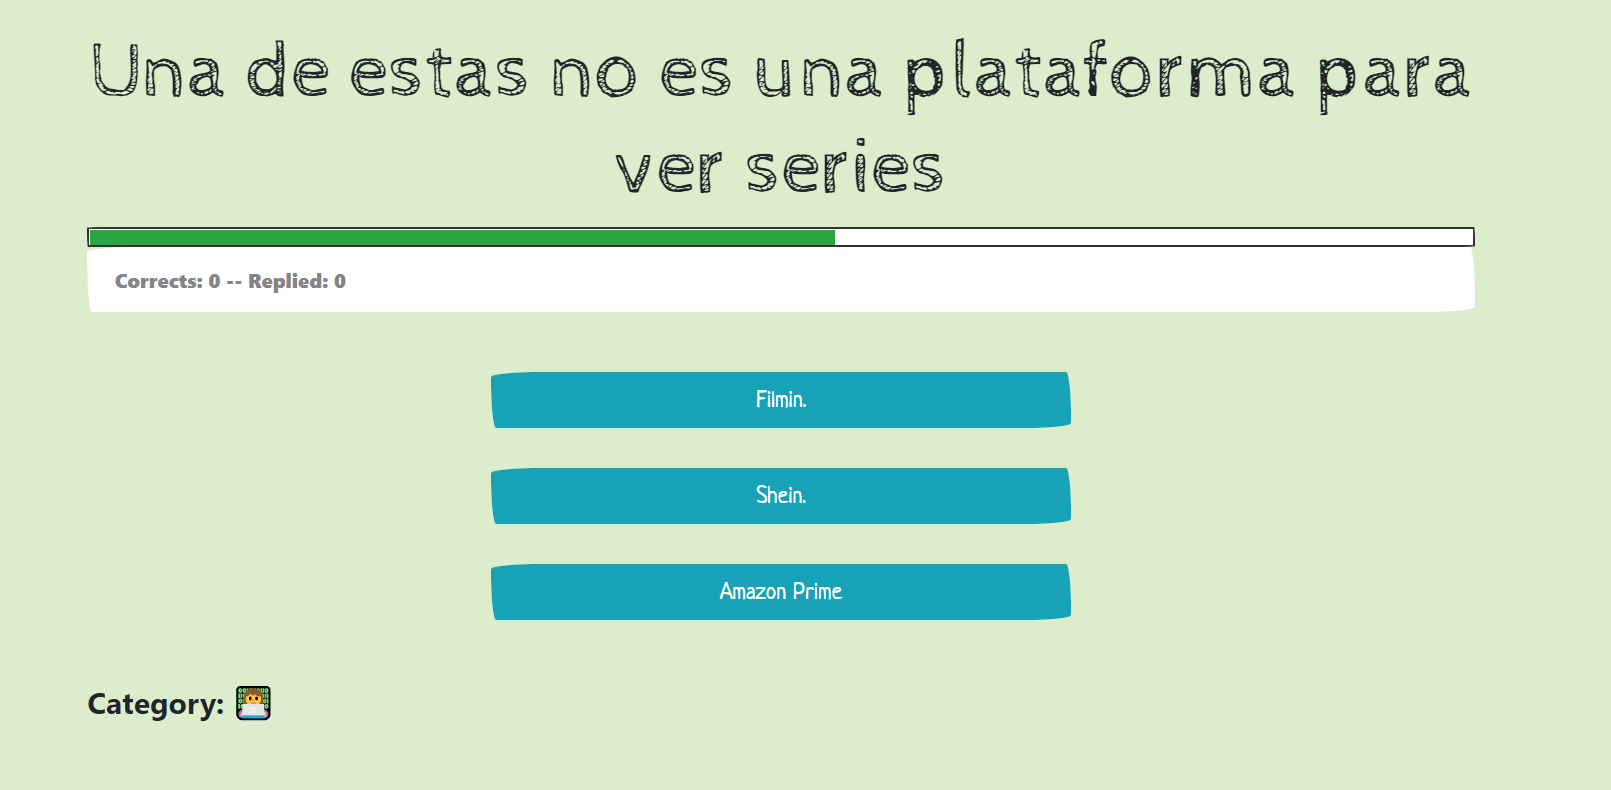 Una de estas no es una plataforma para
ver series
Corrects: 0 -- Replied: 0
Filmin.
Shein.
Amazon Prime
Category: